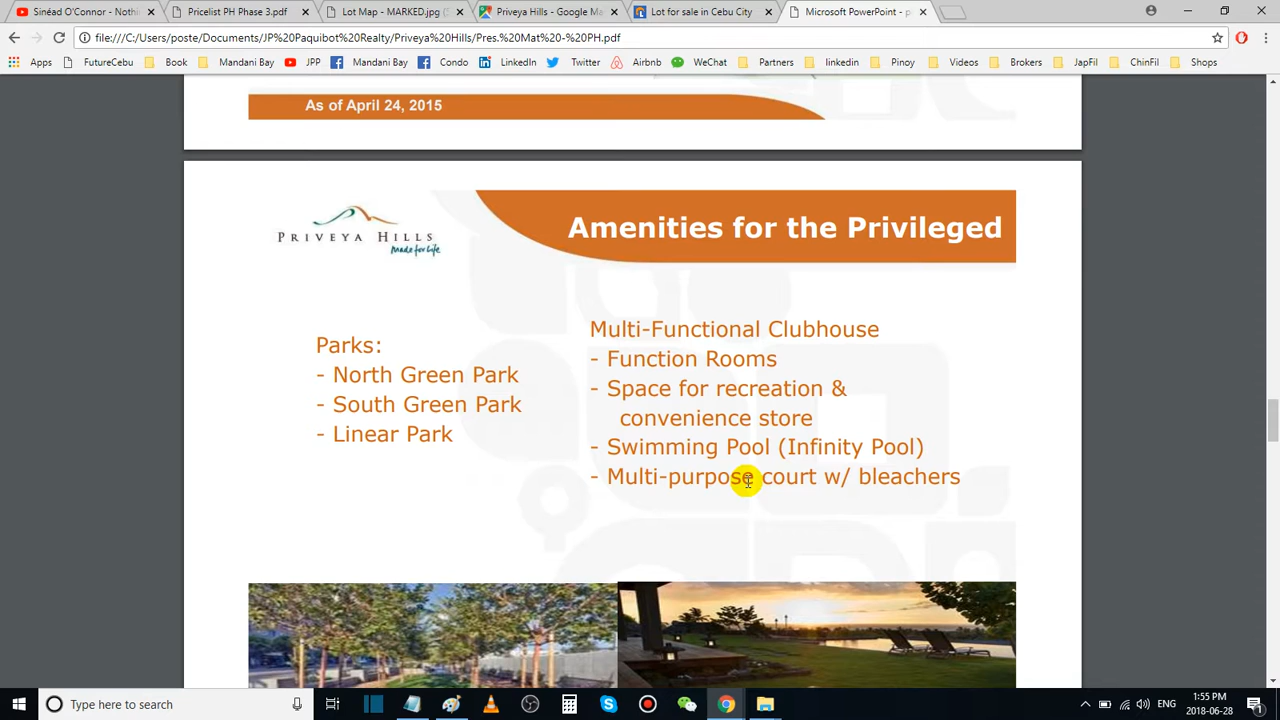 Sinéad O'Connor - Nothi
Pricelist PH Phase 3.pdf
Lot Map - MARKED.jpg (
Priveya Hills - Google Ma
Lot for sale in Cebu City
Microsoft PowerPoint - p
file:///C:/Users/poste/Documents/JP%20Paquibot%20Realty/Priveya%20Hills/Pres.%20Mat%20-%20PH.pdf
Apps FutureCebu Book Mandani Bay JPP Mandani Bay Condo LinkedIn Twitter Airbnb WeChat Partners linkedin Pinoy Videos Brokers JapFil ChinFil Shops
As of April 24, 2015
PRIVEYA HILLS
Made for Life
Amenities for the Privileged
Parks:
- North Green Park
- South Green Park
- Linear Park
Multi-Functional Clubhouse
- Function Rooms
- Space for recreation &
convenience store
- Swimming Pool (Infinity Pool)
- Multi-purpose court w/ bleachers
Type here to search
ENG
1:55 PM
2018-06-28